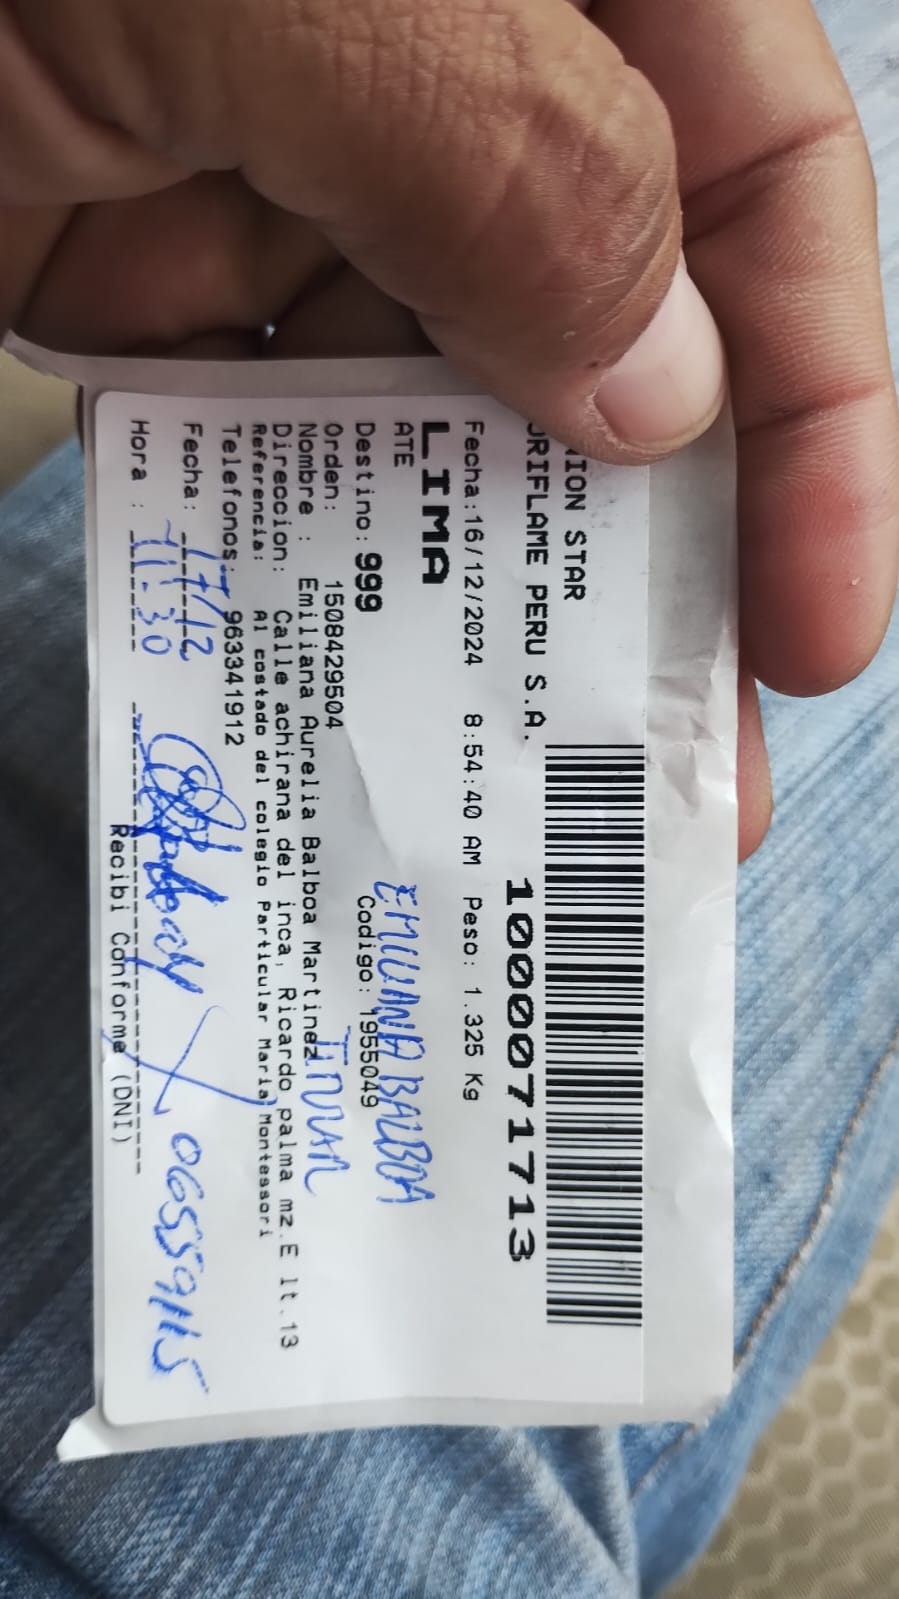 ION STAR
ORIFLAME PERU S.A.
1000071713
Fecha:16/12/2024 8:54:40 AM Peso: 1.325 Kg
LIMA
ATE
EMILIANA BALBOA
Destino: 999 Codigo: 1955049
Orden: 1508429504
Nombre : Emiliana Aurelia Balboa Martinez
Direccion: Calle achirana del inca, Ricardo palma mz.E lt.13
Referencia: Al costado del colegio Particular Maria Montessori
Telefonos: 963341912
Fecha: 17/12
Hora : 11:30
06559115
Recibi Conforme (DNI)